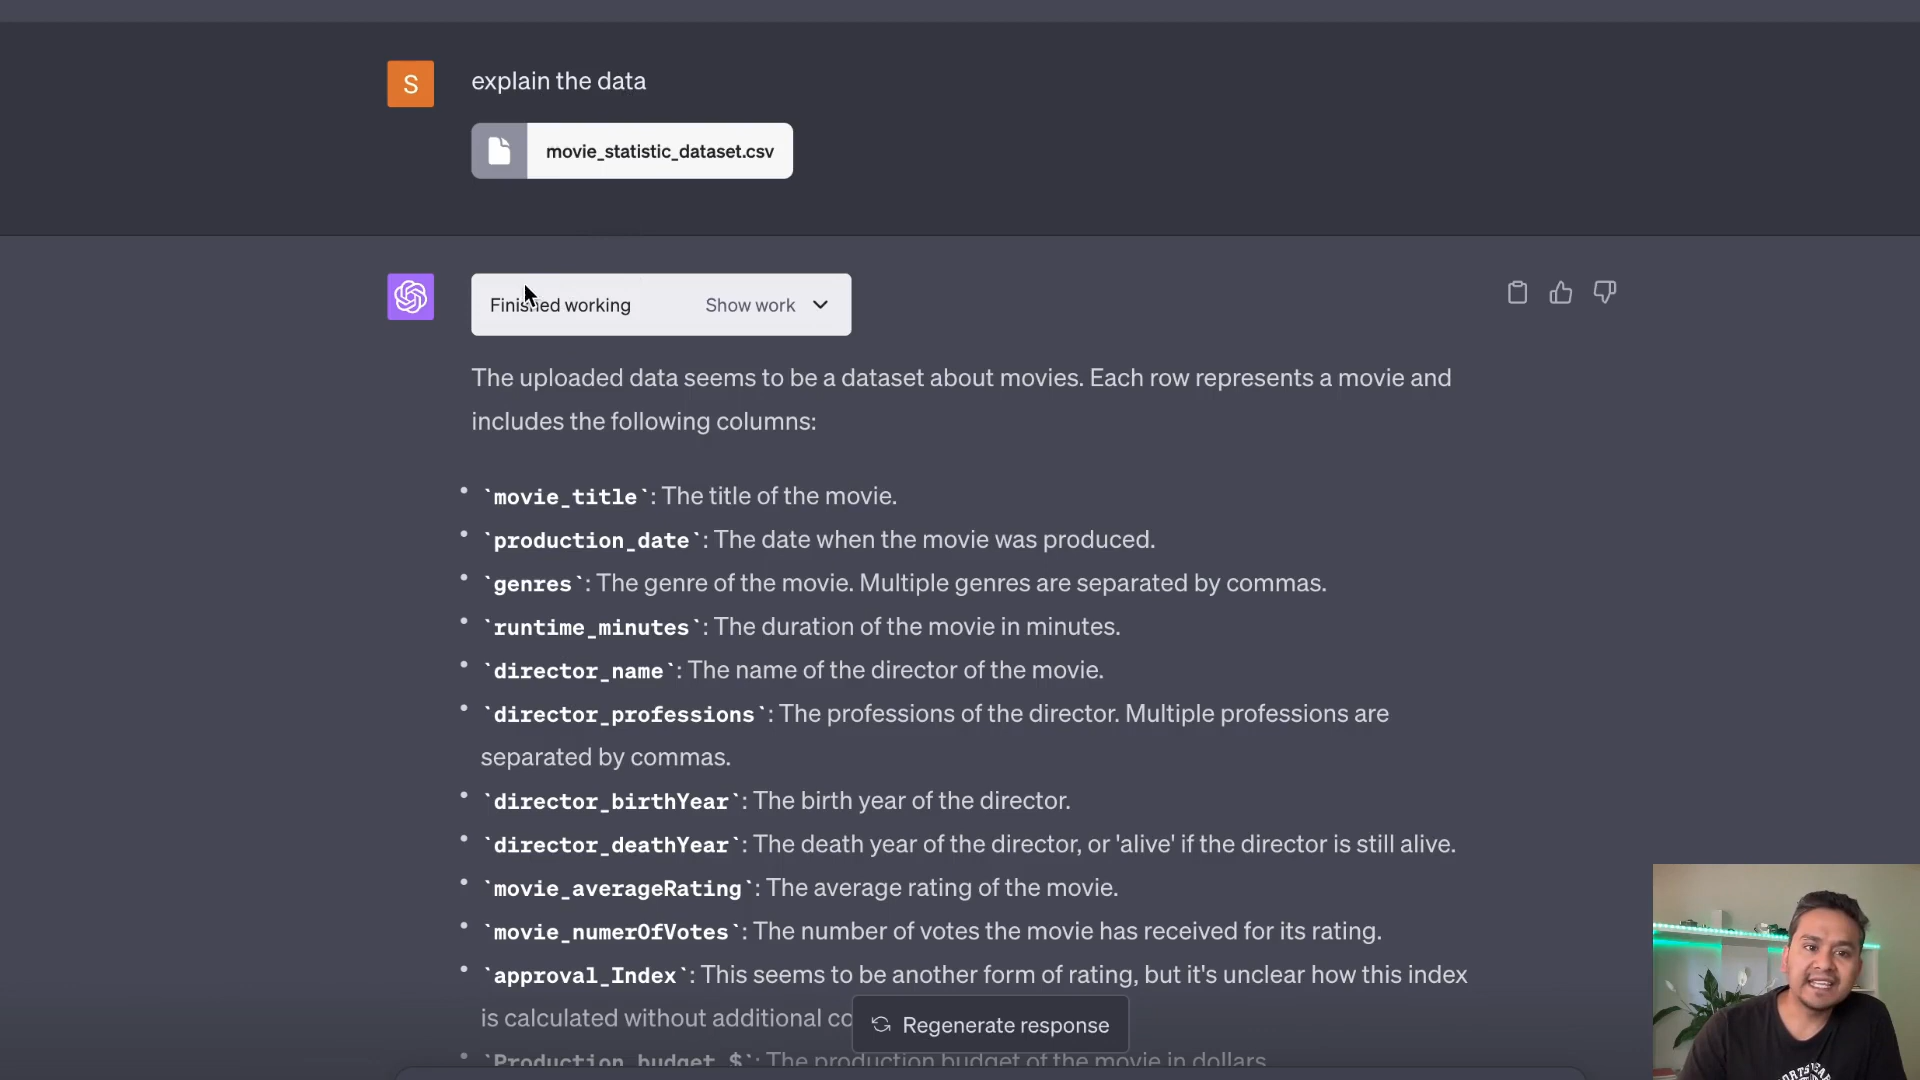 S
explain the data
movie_statistic_dataset.csv
Finished working
Show work
The uploaded data seems to be a dataset about movies. Each row represents a movie and
includes the following columns:
• `movie_title`: The title of the movie.
• `production_date`: The date when the movie was produced.
• `genres`: The genre of the movie. Multiple genres are separated by commas.
• `runtime_minutes`: The duration of the movie in minutes.
• `director_name`: The name of the director of the movie.
• `director_professions`: The professions of the director. Multiple professions are
separated by commas.
• `director_birthYear`: The birth year of the director.
• `director_deathYear`: The death year of the director, or 'alive' if the director is still alive.
• `movie_averageRating`: The average rating of the movie.
• `movie_numerOfVotes`: The number of votes the movie has received for its rating.
• `approval_Index`: This seems to be another form of rating, but it's unclear how this index
is calculated without additional
Regenerate response
• `Production_budget_$`: The production budget of the movie in dollars